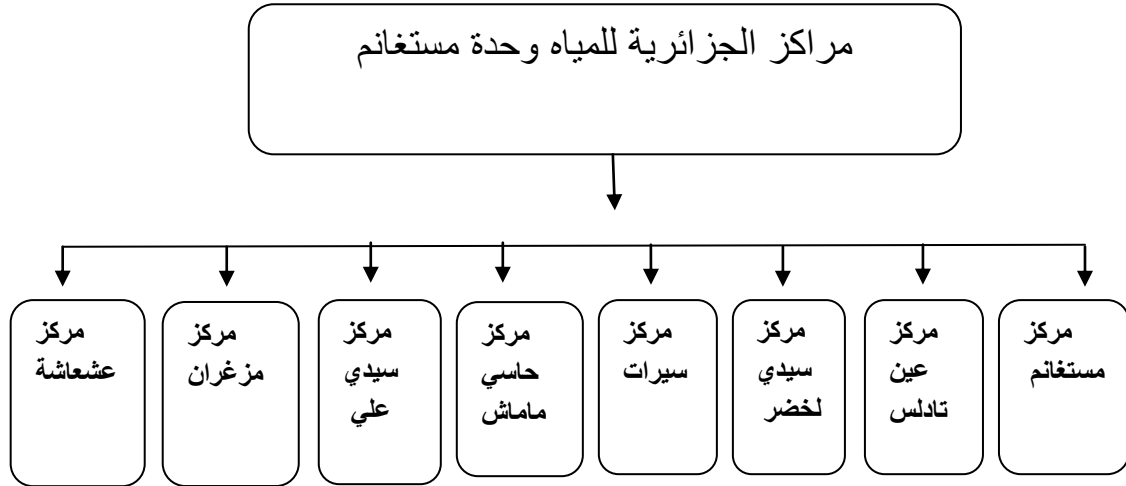 مراكز الجزائرية للمياه وحدة مستغانم
مركز
مستغانم
مركز
عين
تادلس
مركز
سيدي
لخضر
مركز
سيرات
مركز
حاسي
ماماش
مركز
سيدي
علي
مركز
مزغران
مركز
عشعاشة